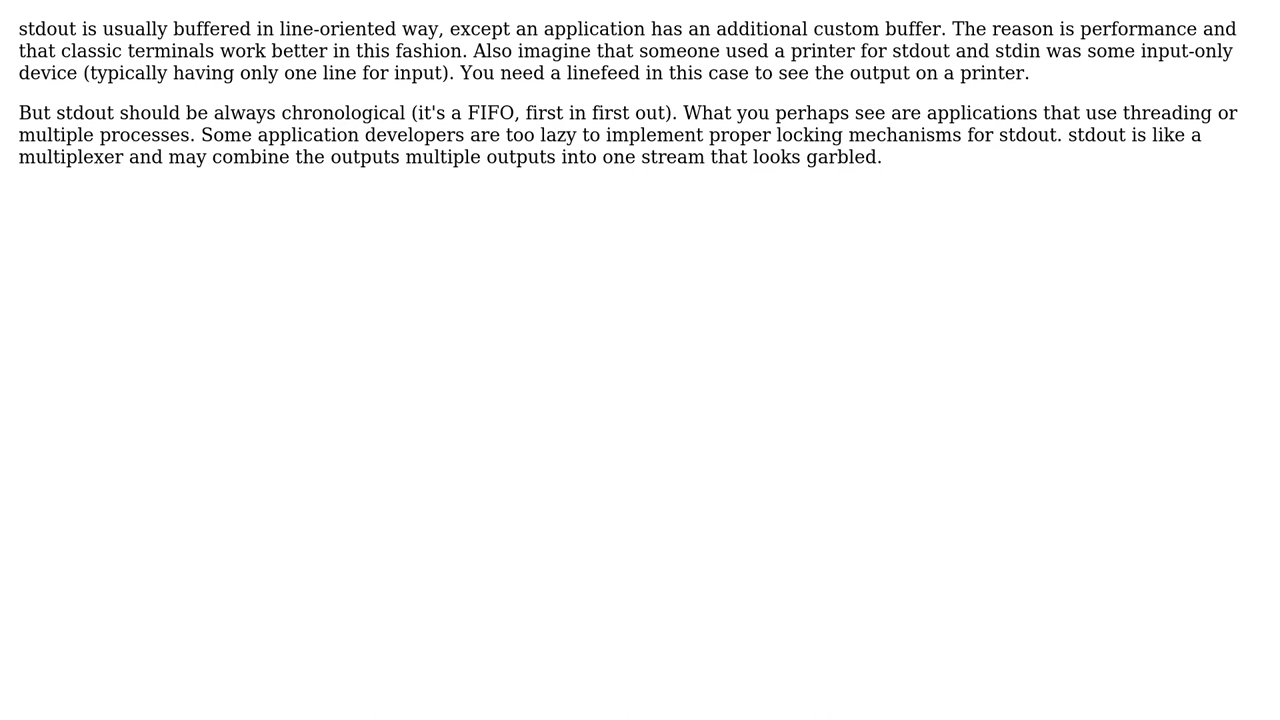 stdout is usually buffered in line-oriented way, except an application has an additional custom buffer. The reason is performance and
that classic terminals work better in this fashion. Also imagine that someone used a printer for stdout and stdin was some input-only
device (typically having only one line for input). You need a linefeed in this case to see the output on a printer.
But stdout should be always chronological (it's a FIFO, first in first out). What you perhaps see are applications that use threading or
multiple processes. Some application developers are too lazy to implement proper locking mechanisms for stdout. stdout is like a
multiplexer and may combine the outputs multiple outputs into one stream that looks garbled.